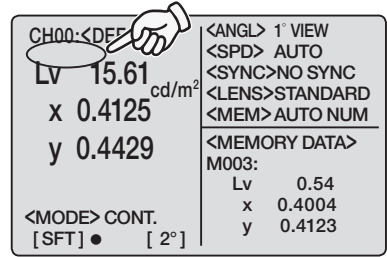 CH00:<DEF
Lv 15.61 cd/m²
x 0.4125
y 0.4429
<MODE> CONT.
[SFT] ● [ 2° ]
<ANGL> 1° VIEW
<SPD> AUTO
<SYNC>NO SYNC
<LENS>STANDARD
<MEM>AUTO NUM
<MEMORY DATA>
M003:
Lv 0.54
x 0.4004
y 0.4123